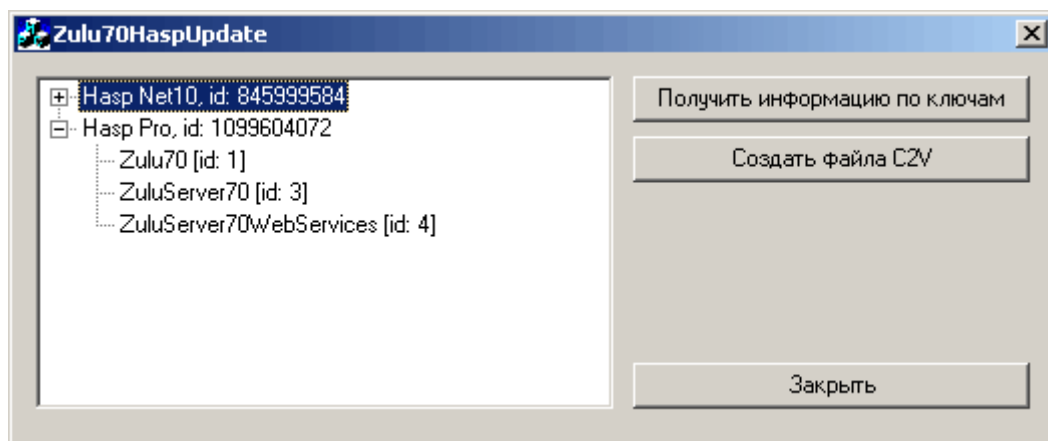 Zulu70HaspUpdate
Hasp Net10, id: 845999584
Hasp Pro, id: 1099604072
Zulu70 [id: 1]
ZuluServer70 [id: 3]
ZuluServer70WebServices [id: 4]
Получить информацию по ключам
Создать файла C2V
Закрыть